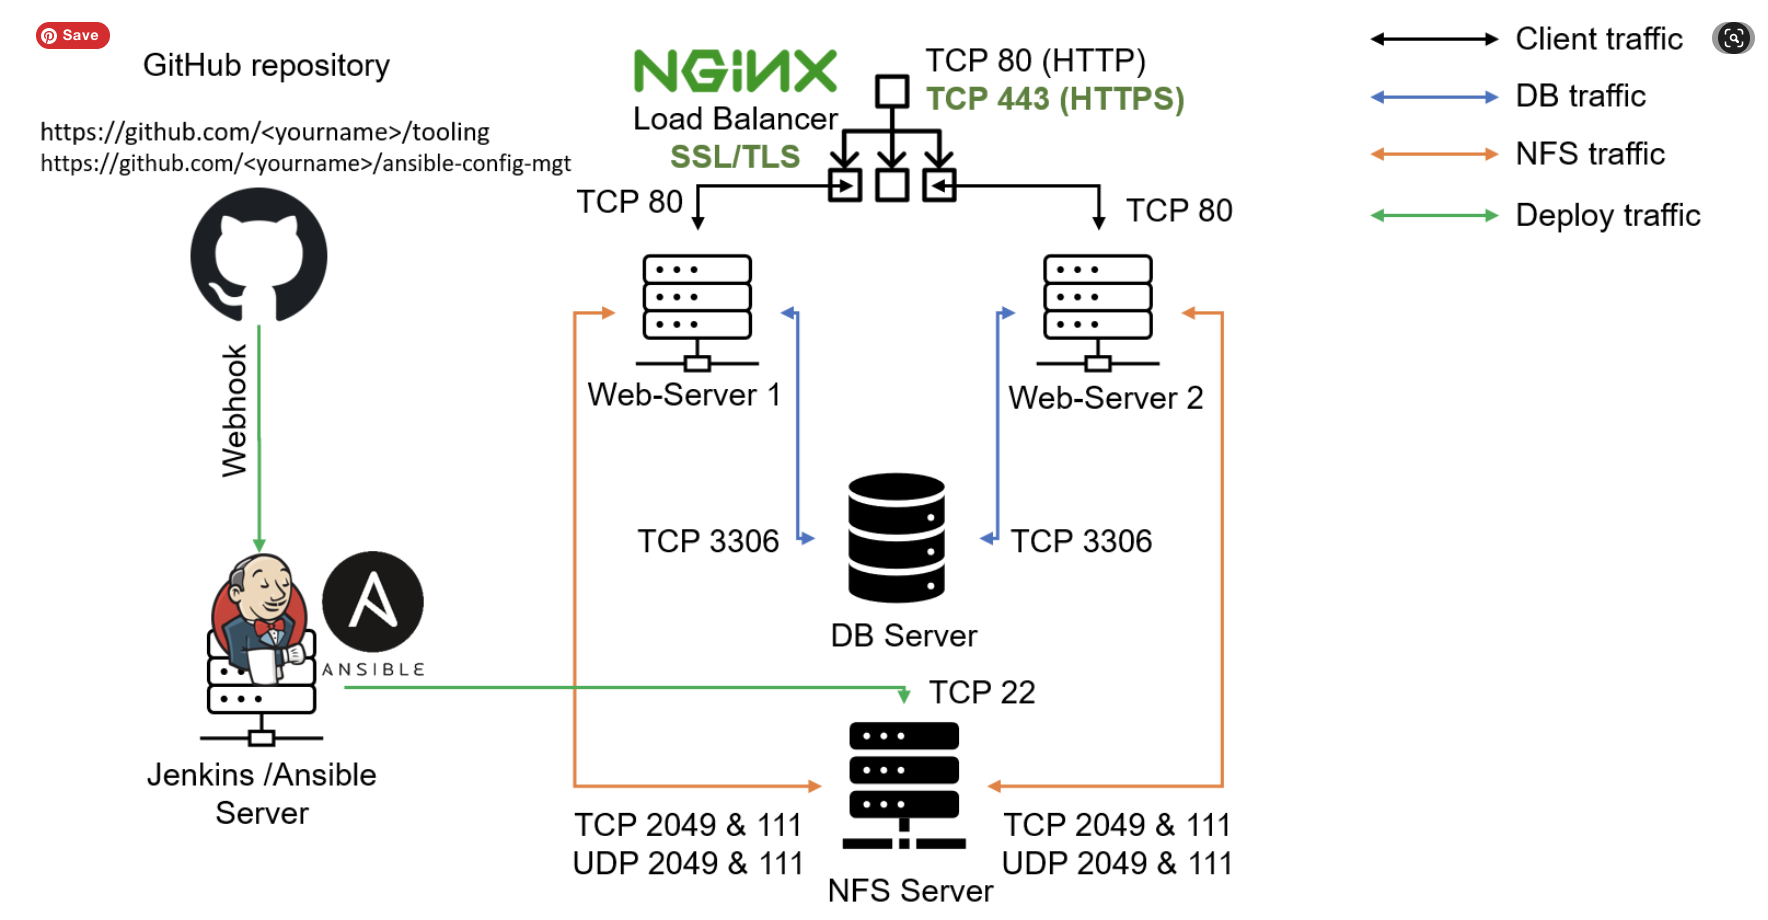 Save
GitHub repository
https://github.com/<yourname>/tooling
https://github.com/<yourname>/ansible-config-mgt
Webhook
ANSIBLE
Jenkins /Ansible
Server
NGINX
Load Balancer
SSL/TLS
TCP 80 (HTTP)
TCP 443 (HTTPS)
TCP 80
TCP 80
Web-Server 1
Web-Server 2
TCP 3306
TCP 3306
DB Server
TCP 22
TCP 2049 & 111
UDP 2049 & 111
TCP 2049 & 111
UDP 2049 & 111
NFS Server
Client traffic
DB traffic
NFS traffic
Deploy traffic